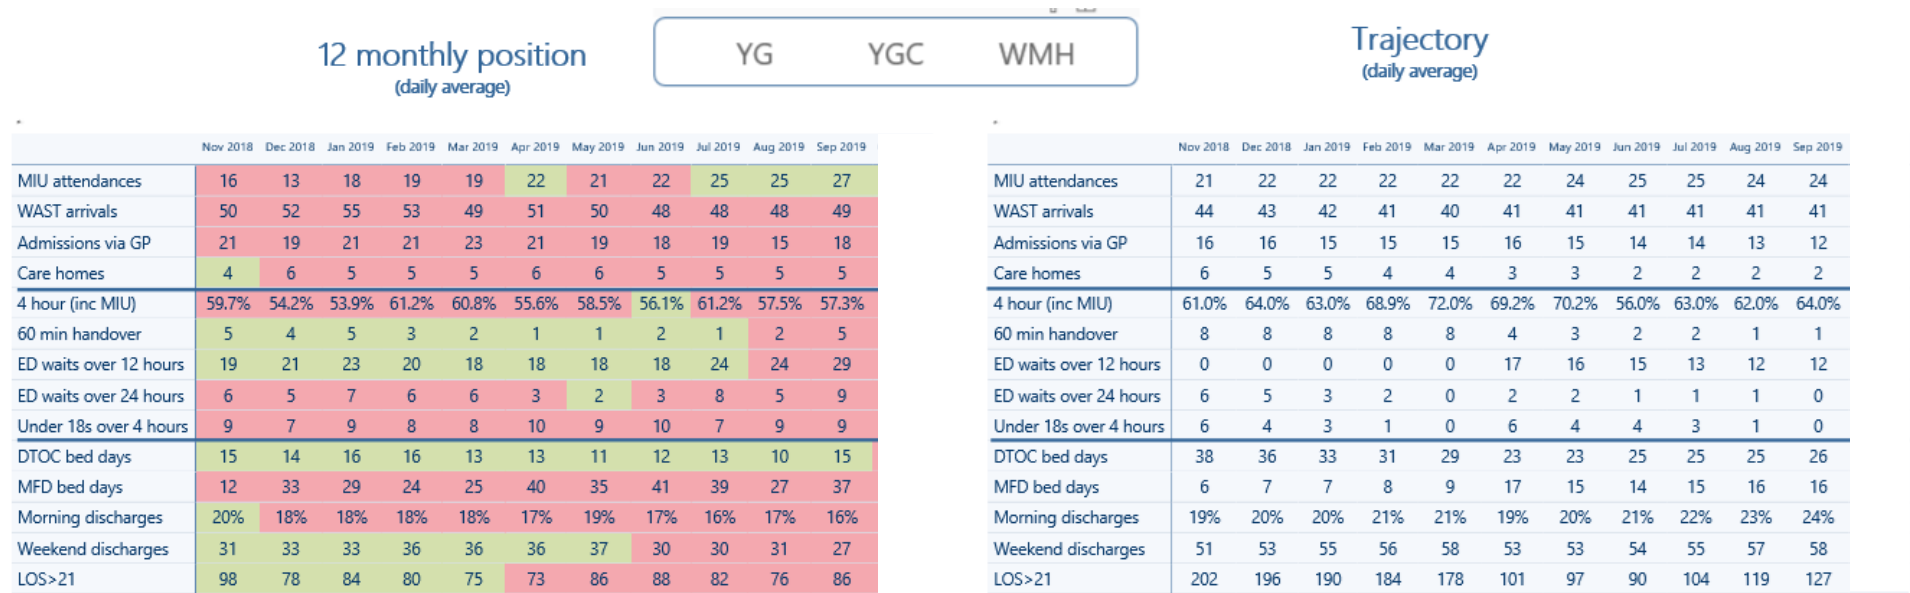 12 monthly position
(daily average)
YG YGC WMH
Trajectory
(daily average)
Nov 2018 Dec 2018 Jan 2019 Feb 2019 Mar 2019 Apr 2019 May 2019 Jun 2019 Jul 2019 Aug 2019 Sep 2019
MIU attendances 16 13 18 19 19 22 21 22 25 25 27
WAST arrivals 50 52 55 53 49 51 50 48 48 48 49
Admissions via GP 21 19 21 21 23 21 19 18 19 15 18
Care homes 4 6 5 5 5 6 6 5 5 5 5
4 hour (inc MIU) 59.7% 54.2% 53.9% 61.2% 60.8% 55.6% 58.5% 56.1% 61.2% 57.5% 57.3%
60 min handover 5 4 5 3 2 1 1 2 1 2 5
ED waits over 12 hours 19 21 23 20 18 18 18 18 24 24 29
ED waits over 24 hours 6 5 7 6 6 3 2 3 8 5 9
Under 18s over 4 hours 9 7 9 8 8 10 9 10 7 9 9
DTOC bed days 15 14 16 16 13 13 11 12 13 10 15
MFD bed days 12 33 29 24 25 40 35 41 39 27 37
Morning discharges 20% 18% 18% 18% 18% 17% 19% 17% 16% 17% 16%
Weekend discharges 31 33 33 36 36 36 37 30 30 31 27
LOS>21 98 78 84 80 75 73 86 88 82 76 86
Nov 2018 Dec 2018 Jan 2019 Feb 2019 Mar 2019 Apr 2019 May 2019 Jun 2019 Jul 2019 Aug 2019 Sep 2019
MIU attendances 21 22 22 22 22 22 24 25 25 24 24
WAST arrivals 44 43 42 41 40 41 41 41 41 41 41
Admissions via GP 16 16 15 15 15 16 15 14 14 13 12
Care homes 6 5 5 4 4 3 3 2 2 2 2
4 hour (inc MIU) 61.0% 64.0% 63.0% 68.9% 72.0% 69.2% 70.2% 56.0% 63.0% 62.0% 64.0%
60 min handover 8 8 8 8 8 4 3 2 2 1 1
ED waits over 12 hours 0 0 0 0 0 17 16 15 13 12 12
ED waits over 24 hours 6 5 3 2 0 2 2 1 1 1 0
Under 18s over 4 hours 6 4 3 1 0 6 4 4 3 1 0
DTOC bed days 38 36 33 31 29 23 23 25 25 25 26
MFD bed days 6 7 7 8 9 17 15 14 15 16 16
Morning discharges 19% 20% 20% 21% 21% 19% 20% 21% 22% 23% 24%
Weekend discharges 51 53 55 56 58 53 53 54 55 57 58
LOS>21 202 196 190 184 178 101 97 90 104 119 127